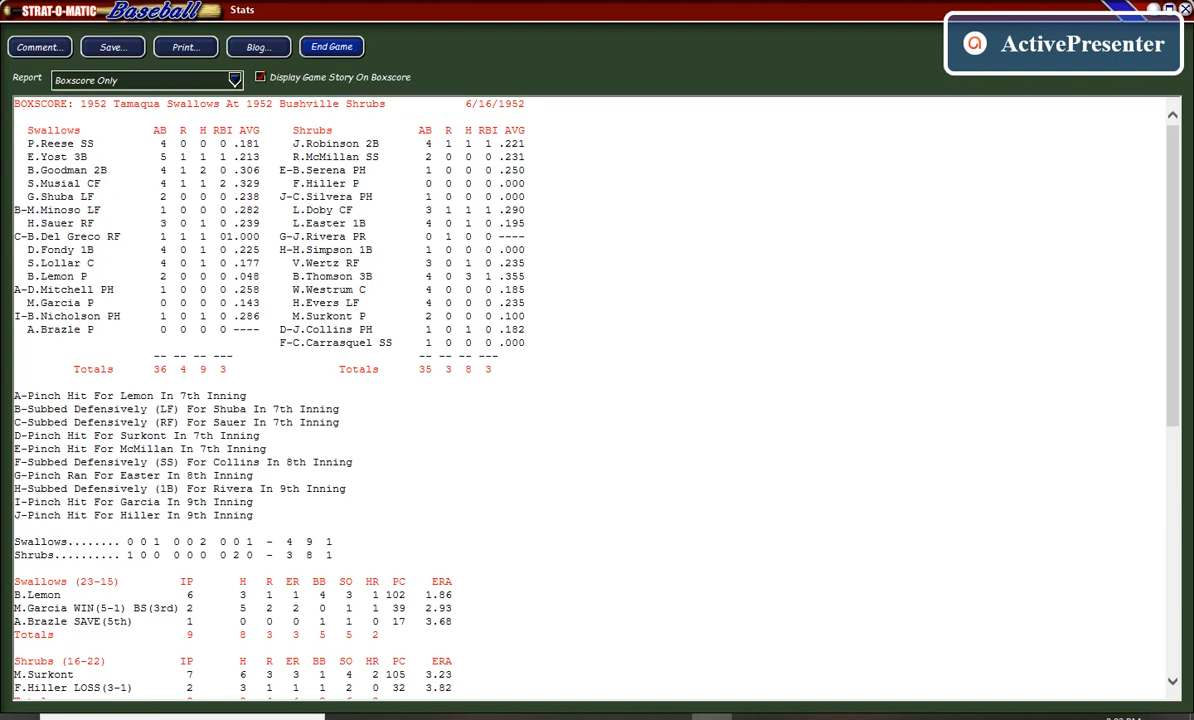 STRAT-O-MATIC Baseball Stats
ActivePresenter
Comment... Save... Print... Blog... End Game
Report Boxscore Only Display Game Story On Boxscore
BOXSCORE: 1952 Tamaqua Swallows At 1952 Bushville Shrubs 6/16/1952
Swallows AB R H RBI AVG Shrubs AB R H RBI AVG
P.Reese SS 4 0 0 0 .181 J.Robinson 2B 4 1 1 1 .221
E.Yost 3B 5 1 1 1 .213 R.McMillan SS 2 0 0 0 .231
B.Goodman 2B 4 1 2 0 .306 E-B.Serena PH 1 0 0 0 .250
S.Musial CF 4 1 1 2 .329 F.Hiller P 0 0 0 0 .000
G.Shuba LF 2 0 0 0 .238 J-C.Silvera PH 1 0 0 0 .000
B-M.Minoso LF 1 0 0 0 .282 L.Doby CF 3 1 1 1 .290
H.Sauer RF 3 0 1 0 .239 L.Easter 1B 4 0 1 0 .195
C-B.Del Greco RF 1 1 1 01.000 G-J.Rivera PR 0 1 0 0 ----
D.Fondy 1B 4 0 1 0 .225 H-H.Simpson 1B 1 0 0 0 .000
S.Lollar C 4 0 1 0 .177 V.Wertz RF 3 0 1 0 .235
B.Lemon P 2 0 0 0 .048 B.Thomson 3B 4 0 3 1 .355
A-D.Mitchell PH 1 0 0 0 .258 W.Westrum C 4 0 0 0 .185
M.Garcia P 0 0 0 0 .143 H.Evers LF 4 0 0 0 .235
I-B.Nicholson PH 1 0 1 0 .286 M.Surkont P 2 0 0 0 .100
A.Brazle P 0 0 0 0 ---- D-J.Collins PH 1 0 1 0 .182
F-C.Carrasquel SS 1 0 0 0 .000
-- -- -- --- -- -- -- ---
Totals 36 4 9 3 Totals 35 3 8 3
A-Pinch Hit For Lemon In 7th Inning
B-Subbed Defensively (LF) For Shuba In 7th Inning
C-Subbed Defensively (RF) For Sauer In 7th Inning
D-Pinch Hit For Surkont In 7th Inning
E-Pinch Hit For McMillan In 7th Inning
F-Subbed Defensively (SS) For Collins In 8th Inning
G-Pinch Ran For Easter In 8th Inning
H-Subbed Defensively (1B) For Rivera In 9th Inning
I-Pinch Hit For Garcia In 9th Inning
J-Pinch Hit For Hiller In 9th Inning
Swallows........ 0 0 1 0 0 2 0 0 1 - 4 9 1
Shrubs.......... 1 0 0 0 0 0 0 2 0 - 3 8 1
Swallows (23-15) IP H R ER BB SO HR PC ERA
B.Lemon 6 3 1 1 4 3 1 102 1.86
M.Garcia WIN(5-1) BS(3rd) 2 5 2 2 0 1 1 39 2.93
A.Brazle SAVE(5th) 1 0 0 0 1 1 0 17 3.68
Totals 9 8 3 3 5 5 2
Shrubs (16-22) IP H R ER BB SO HR PC ERA
M.Surkont 7 6 3 3 1 4 2 105 3.23
F.Hiller LOSS(3-1) 2 3 1 1 1 2 0 32 3.82